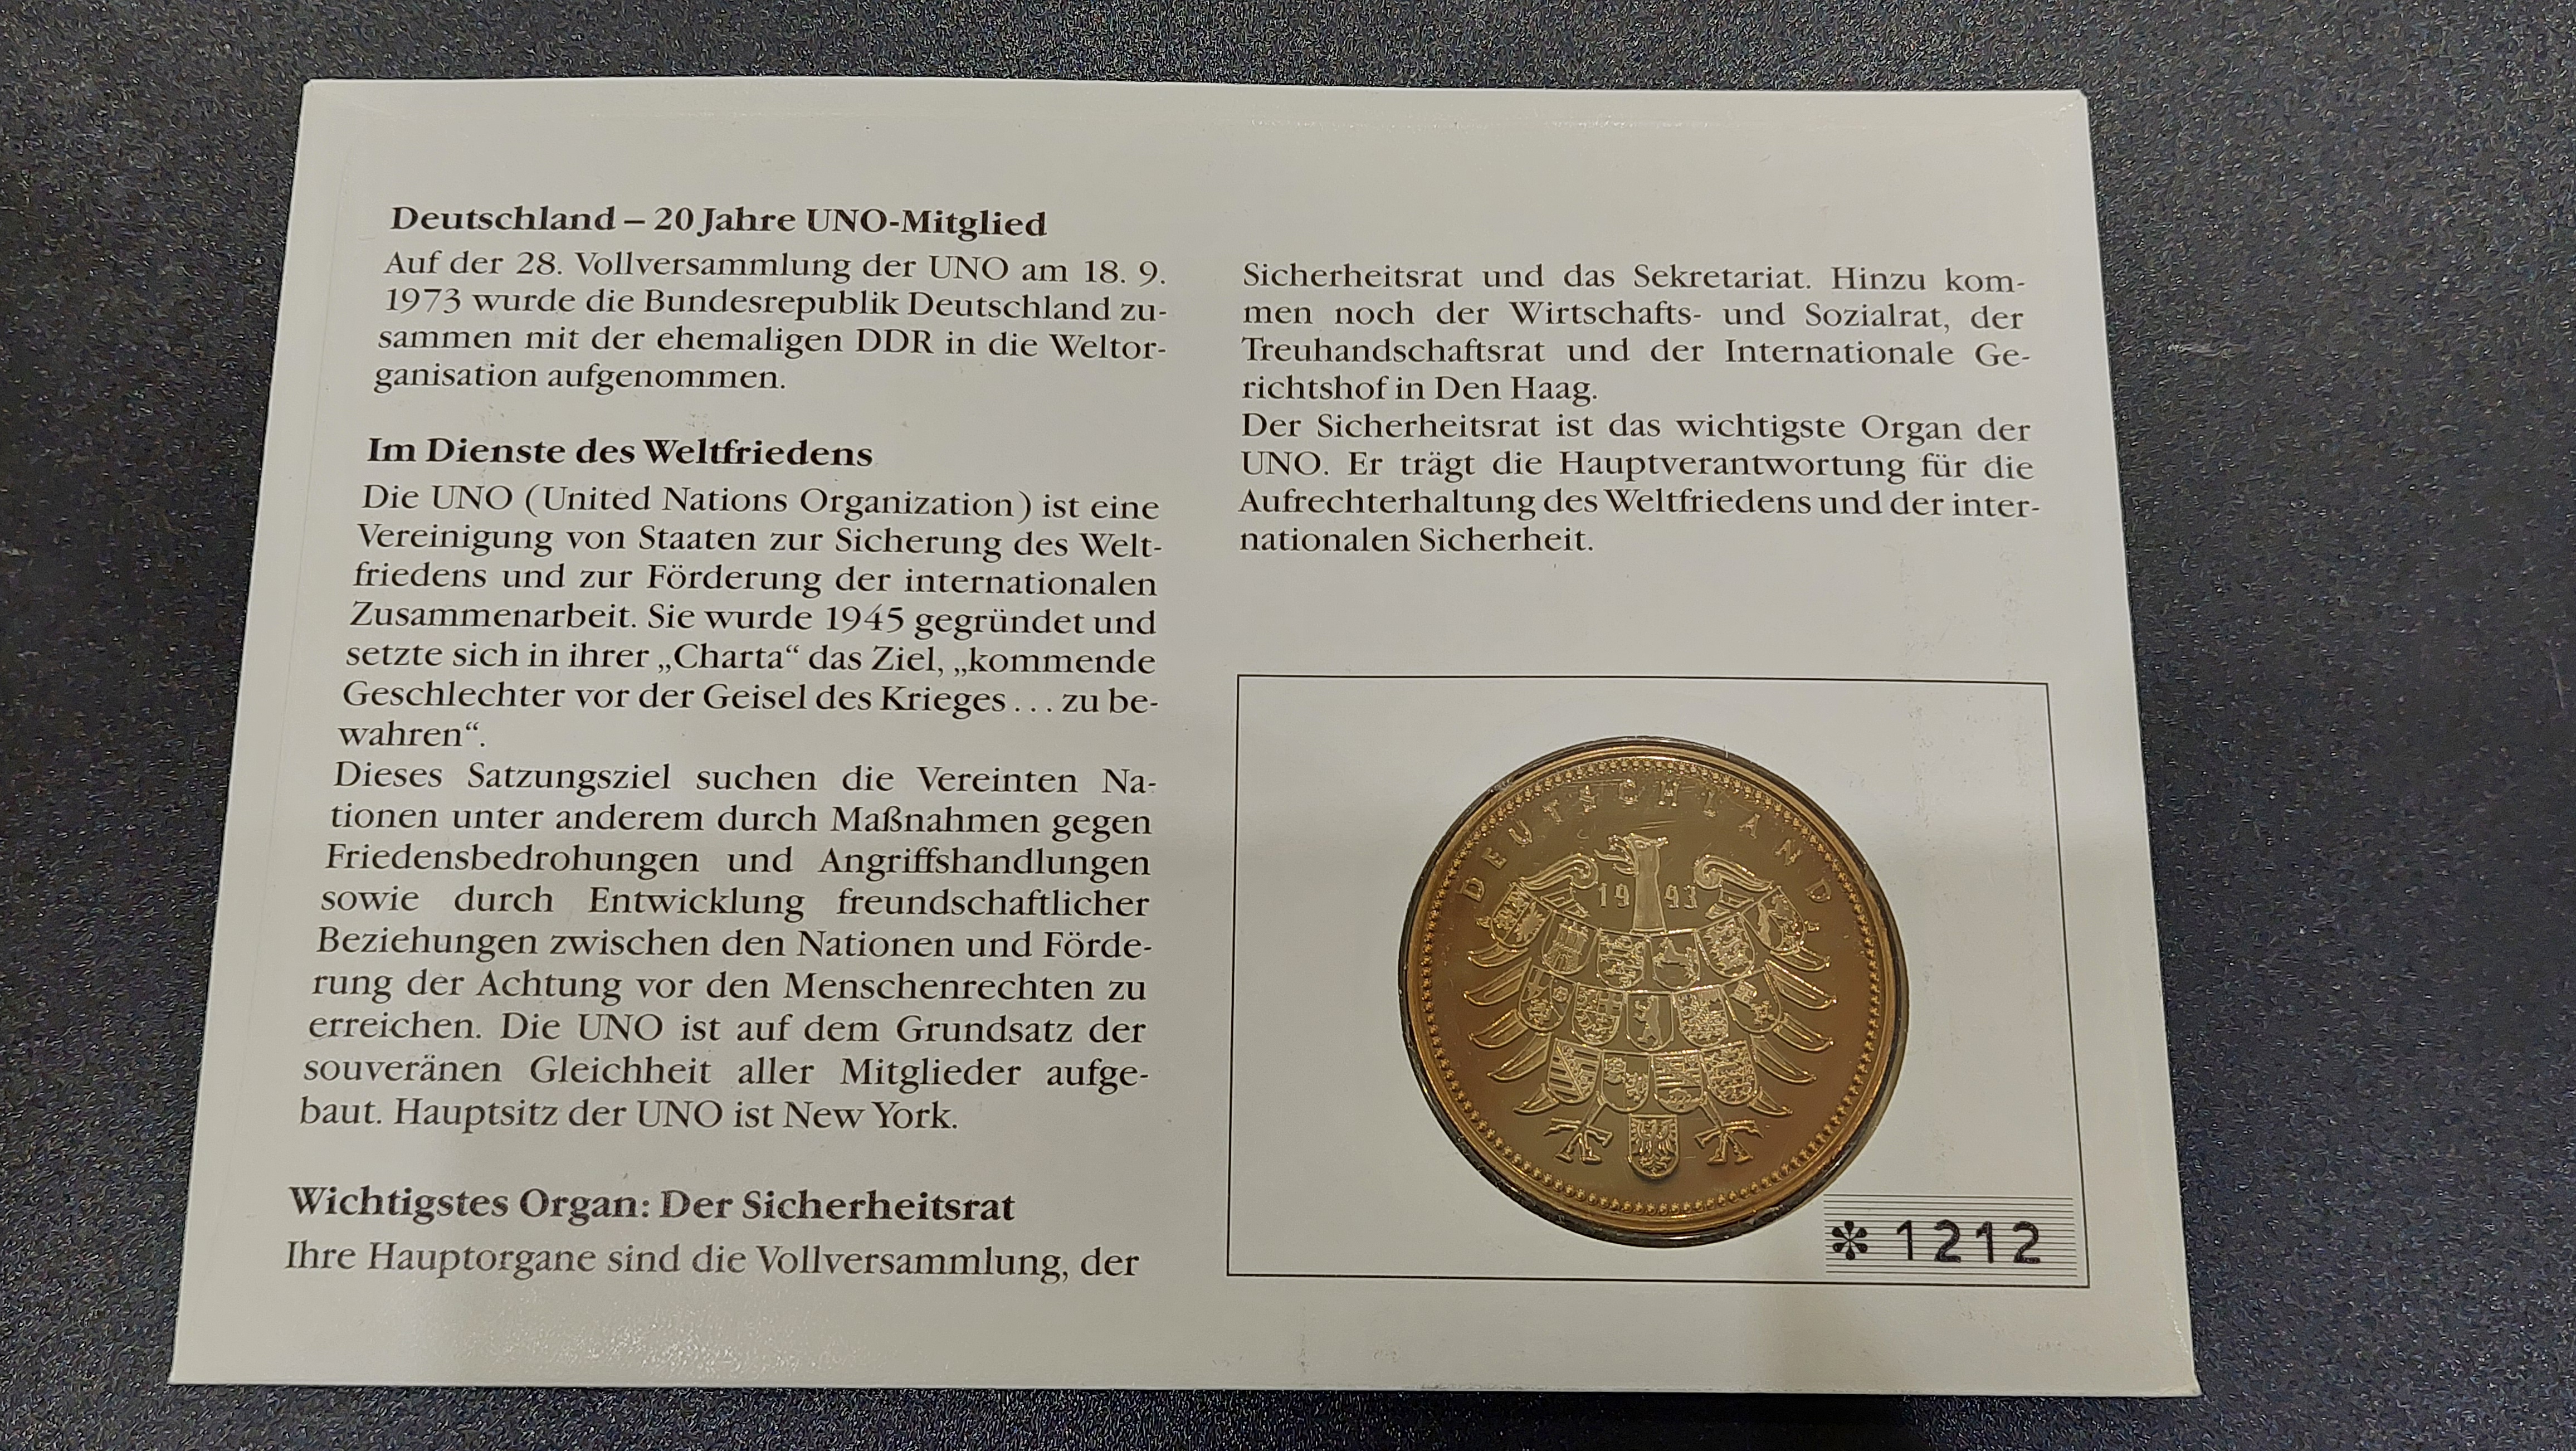 Deutschland – 20 Jahre UNO-Mitglied
Auf der 28. Vollversammlung der UNO am 18. 9.
1973 wurde die Bundesrepublik Deutschland zu-
sammen mit der ehemaligen DDR in die Weltor-
ganisation aufgenommen.
Im Dienste des Weltfriedens
Die UNO (United Nations Organization) ist eine
Vereinigung von Staaten zur Sicherung des Welt-
friedens und zur Förderung der internationalen
Zusammenarbeit. Sie wurde 1945 gegründet und
setzte sich in ihrer „Charta“ das Ziel, „kommende
Geschlechter vor der Geisel des Krieges . . . zu be-
wahren“.
Dieses Satzungsziel suchen die Vereinten Na-
tionen unter anderem durch Maßnahmen gegen
Friedensbedrohungen und Angriffshandlungen
sowie durch Entwicklung freundschaftlicher
Beziehungen zwischen den Nationen und Förde-
rung der Achtung vor den Menschenrechten zu
erreichen. Die UNO ist auf dem Grundsatz der
souveränen Gleichheit aller Mitglieder aufge-
baut. Hauptsitz der UNO ist New York.
Wichtigstes Organ: Der Sicherheitsrat
Ihre Hauptorgane sind die Vollversammlung, der
Sicherheitsrat und das Sekretariat. Hinzu kom-
men noch der Wirtschafts- und Sozialrat, der
Treuhandschaftsrat und der Internationale Ge-
richtshof in Den Haag.
Der Sicherheitsrat ist das wichtigste Organ der
UNO. Er trägt die Hauptverantwortung für die
Aufrechterhaltung des Weltfriedens und der inter-
nationalen Sicherheit.
DEUTSCHLAND
1993
✻ 1212